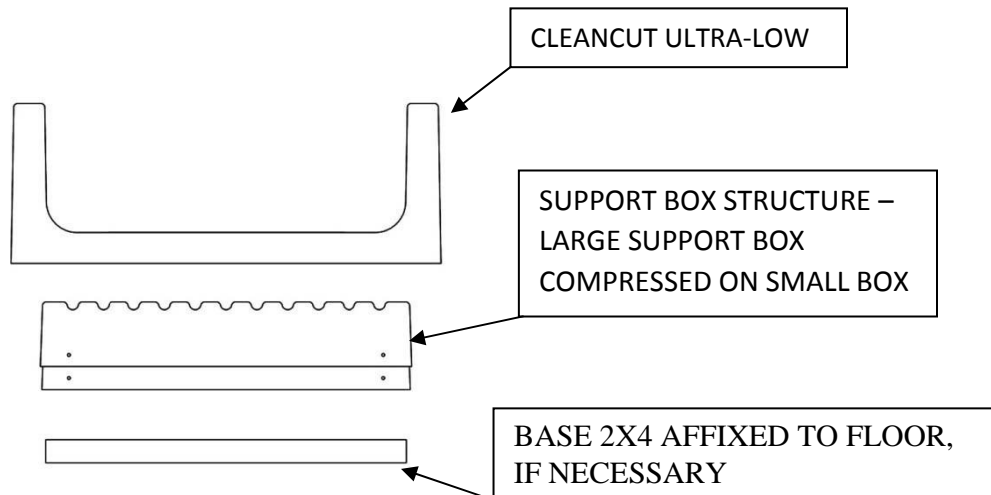 CLEANCUT ULTRA-LOW
SUPPORT BOX STRUCTURE –
LARGE SUPPORT BOX
COMPRESSED ON SMALL BOX
BASE 2X4 AFFIXED TO FLOOR,
IF NECESSARY